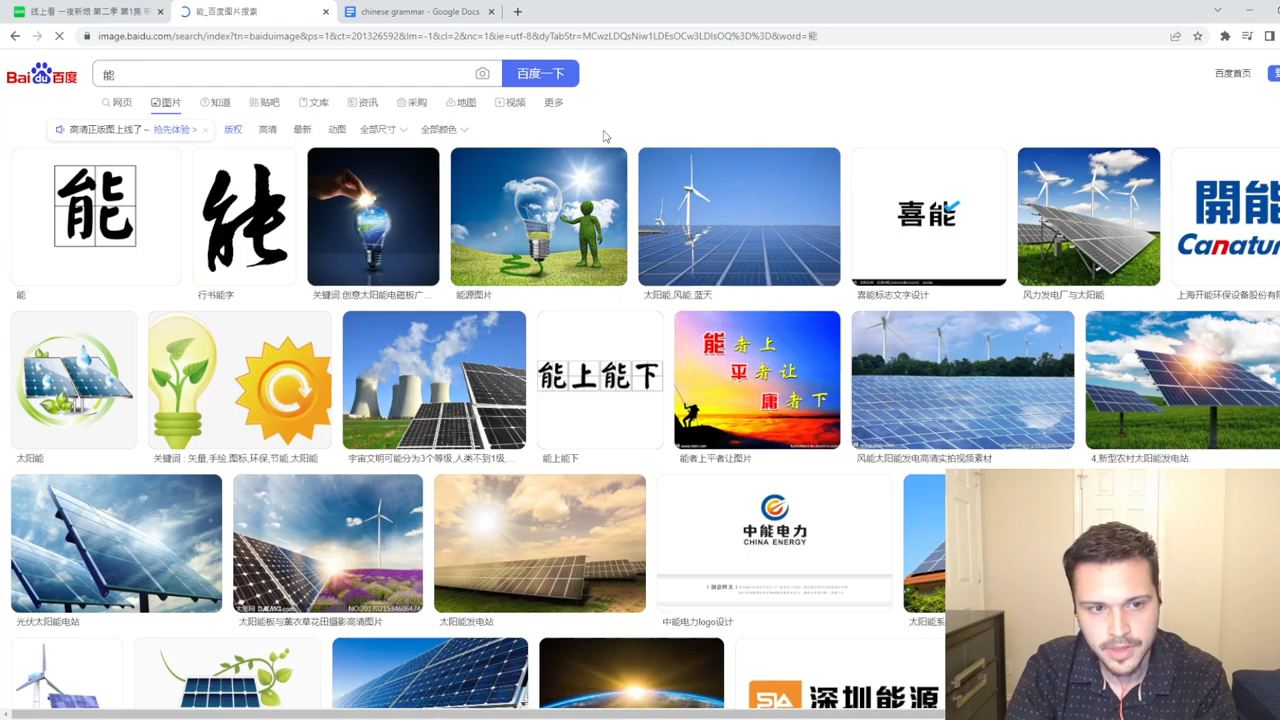 线上看 一夜新娘 第二季 第1集
能_百度图片搜索
chinese grammar - Google Docs
image.baidu.com/search/index?tn=baiduimage&ps=1&ct=201326592&lm=-1&cl=2&nc=1&ie=utf-8&dyTabStr=MCwzLDQsNiw1LDEsOCw3LDIsOQ%3D%3D&word=能
Bai du 百度
能
百度一下
百度首页
网页 图片 知道 贴吧 文库 资讯 采购 地图 视频 更多
高清正版图上线了~ 抢先体验 >
版权 高清 最新 动图 全部尺寸 全部颜色
能
能
喜能
開能
Canatur
能 行书能字 关键词:创意太阳能电磁板广... 能源图片 太阳能,风能,蓝天 喜能标志文字设计 风力发电厂与太阳能 上海开能环保设备股份有限
能上能下
能者上
平者让
庸者下
太阳能 关键词 : 矢量,手绘,图标,环保,节能,太阳能 宇宙文明可能分为3个等级,人类不到1级,... 能上能下 能者上平者让图片 风能太阳能发电高清实拍视频素材 4,新型农村太阳能发电站
中能电力
CHINA ENERGY
NO:2017021534606474
光伏太阳能电站 太阳能板与薰衣草花田摄影高清图片 太阳能发电站 中能电力logo设计 太阳能系
深圳能源